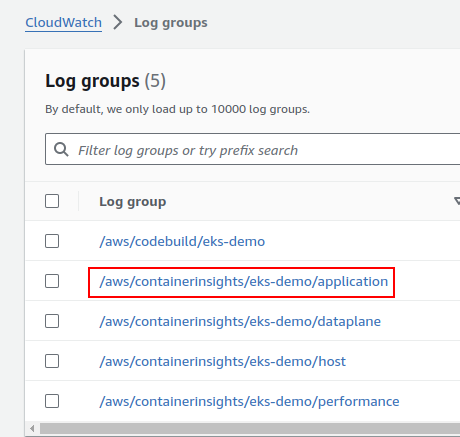 CloudWatch > Log groups
Log groups (5)
By default, we only load up to 10000 log groups.
Filter log groups or try prefix search
Log group
/aws/codebuild/eks-demo
/aws/containerinsights/eks-demo/application
/aws/containerinsights/eks-demo/dataplane
/aws/containerinsights/eks-demo/host
/aws/containerinsights/eks-demo/performance